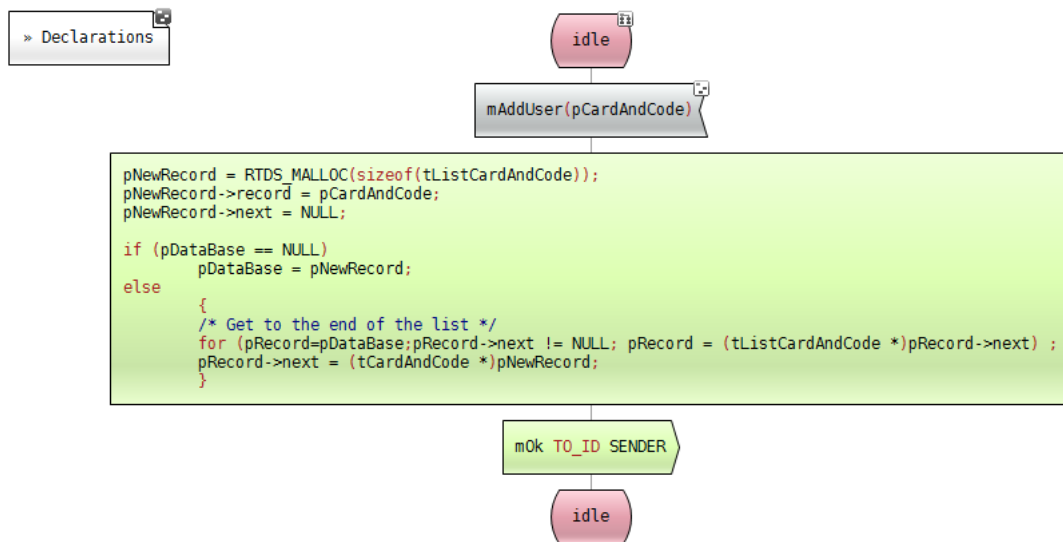 » Declarations
idle
mAddUser(pCardAndCode)
pNewRecord = RTDS_MALLOC(sizeof(tListCardAndCode));
pNewRecord->record = pCardAndCode;
pNewRecord->next = NULL;
if (pDataBase == NULL)
pDataBase = pNewRecord;
else
{
/* Get to the end of the list */
for (pRecord=pDataBase;pRecord->next != NULL; pRecord = (tListCardAndCode *)pRecord->next) ;
pRecord->next = (tCardAndCode *)pNewRecord;
}
mOk TO_ID SENDER
idle